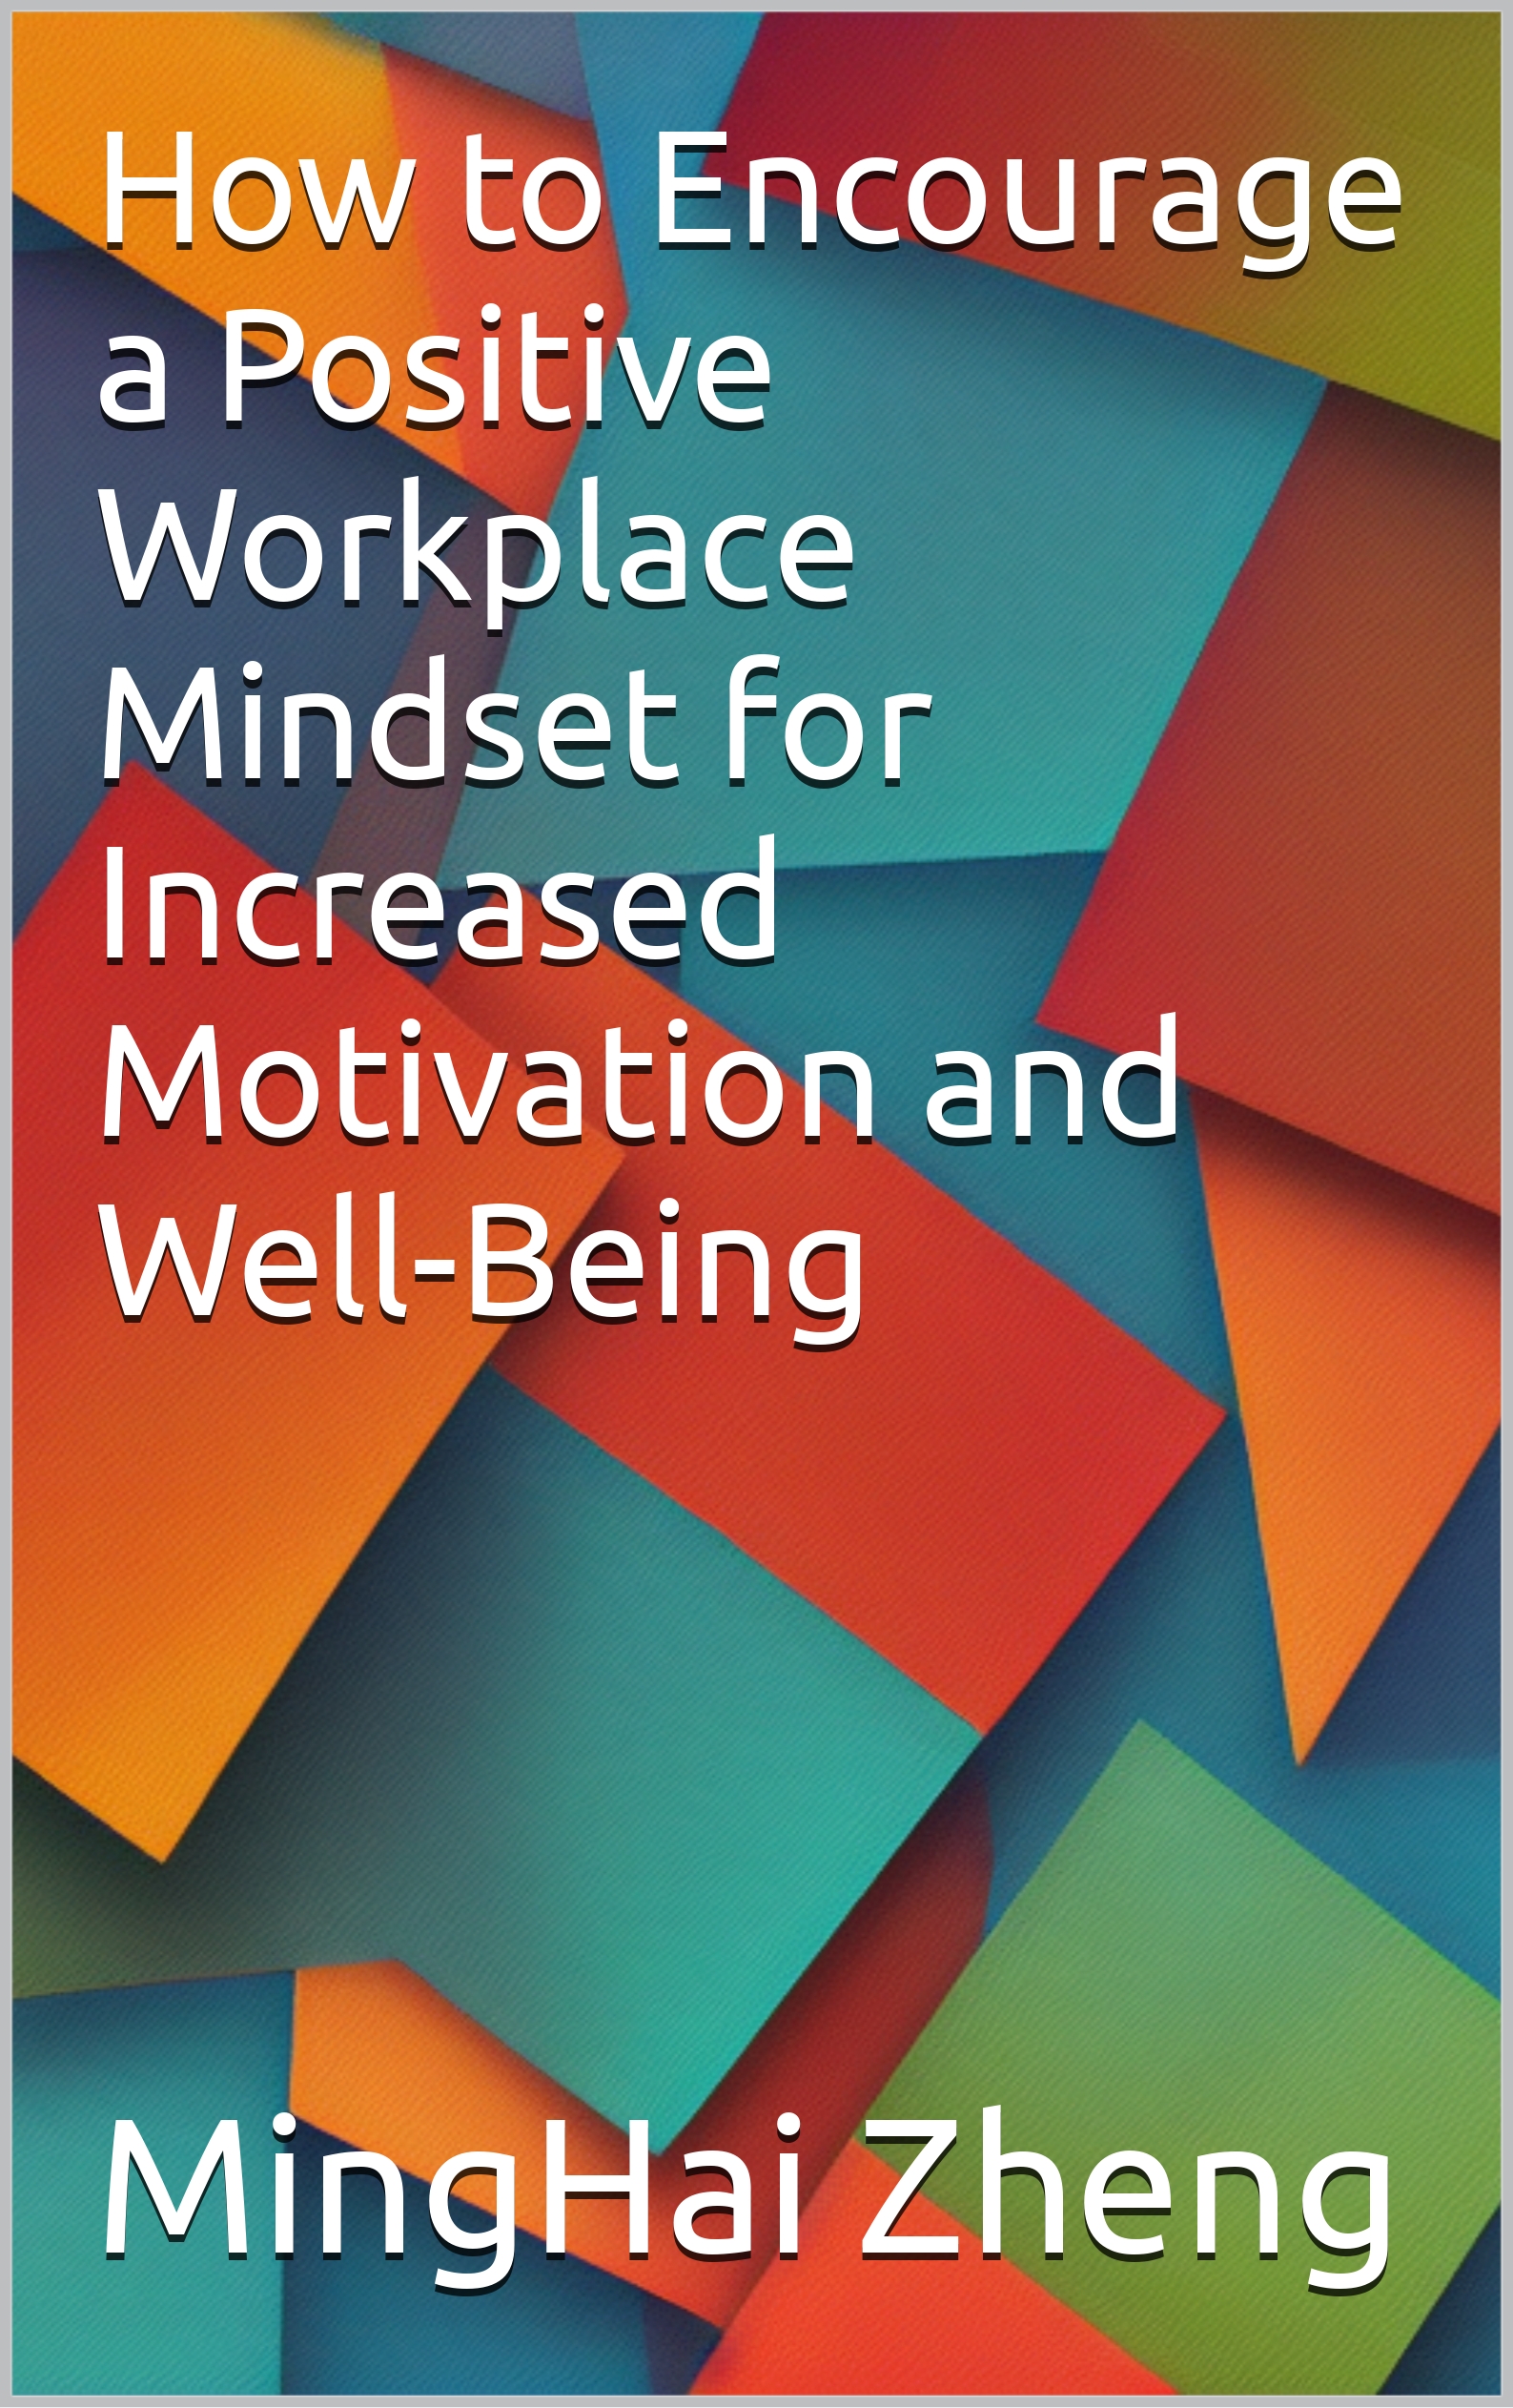 How to Encourage
a Positive
Workplace
Mindset for
Increased
Motivation and
Well-Being
MingHai Zheng